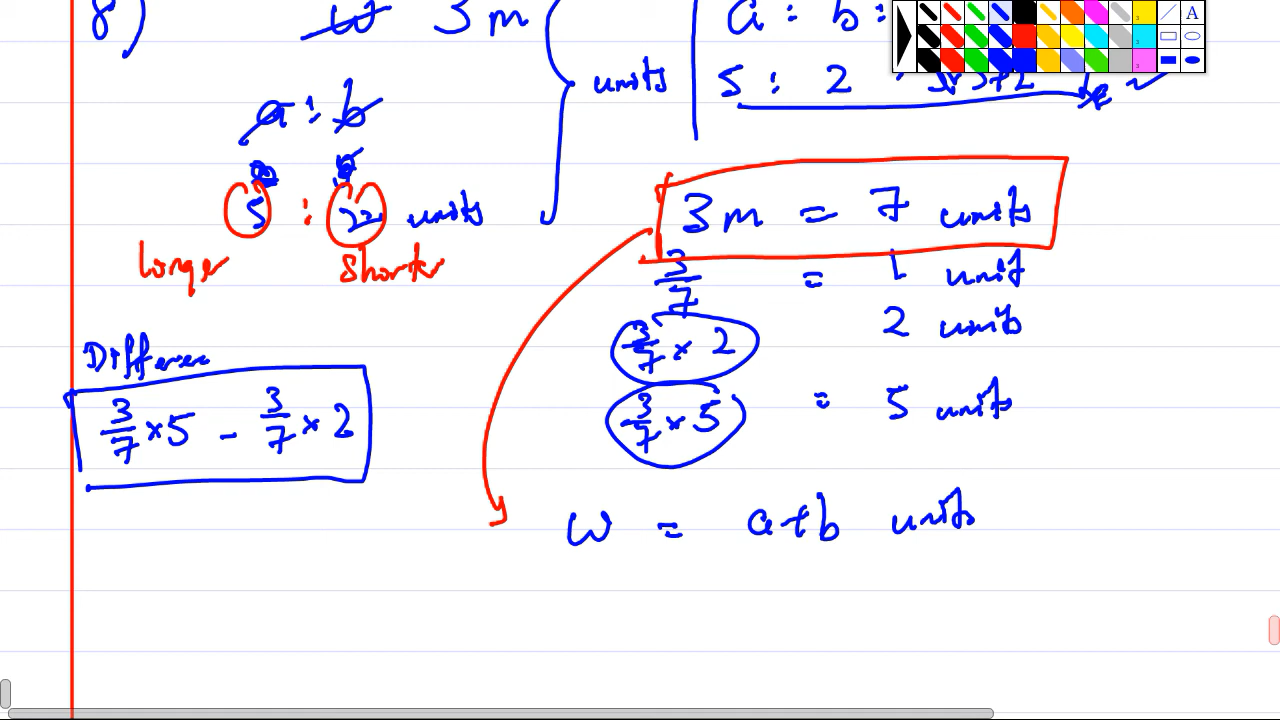 8) w 3 m
units
a : b :
5 : 2 :
a : b
5 : 2 units
Longer Shorter
3 m = 7 units
3/7 = 1 unit
3/7 × 2 2 units
3/7 × 5 = 5 units
Difference
3/7 × 5 – 3/7 × 2
w = a+b units